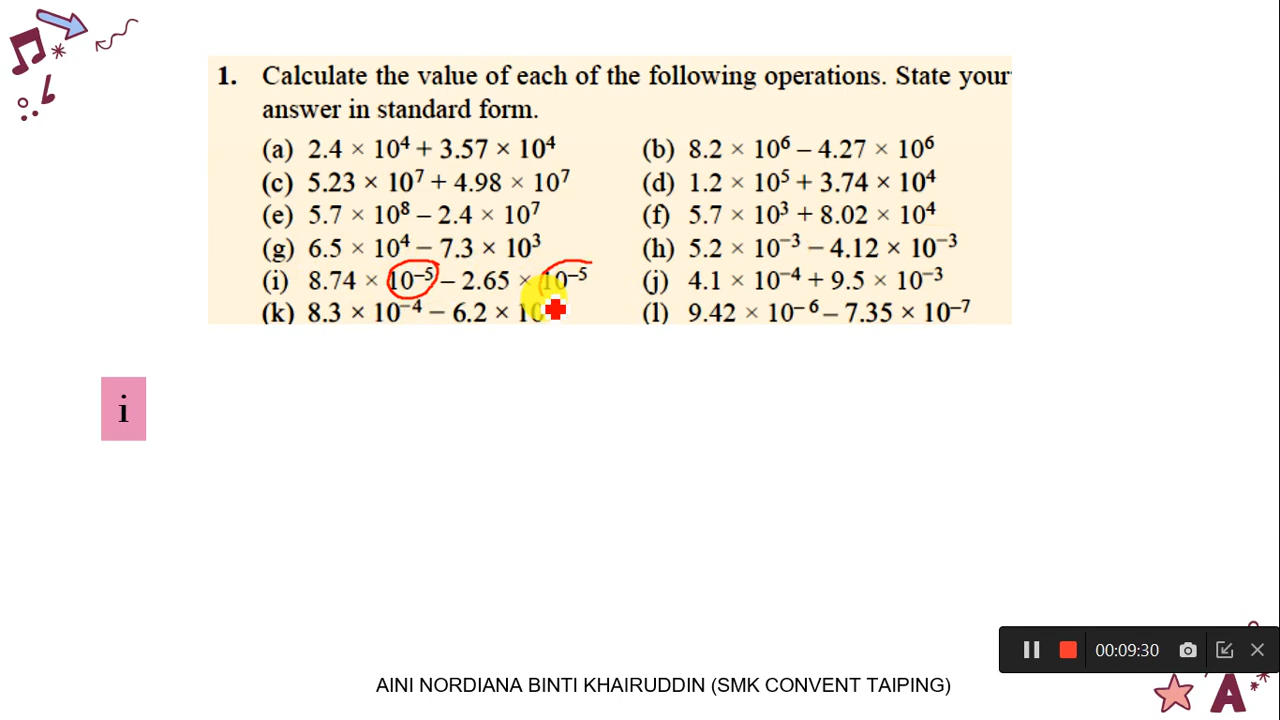 1. Calculate the value of each of the following operations. State your
answer in standard form.
(a) 2.4 × 10⁴ + 3.57 × 10⁴
(b) 8.2 × 10⁶ – 4.27 × 10⁶
(c) 5.23 × 10⁷ + 4.98 × 10⁷
(d) 1.2 × 10⁵ + 3.74 × 10⁴
(e) 5.7 × 10⁸ – 2.4 × 10⁷
(f) 5.7 × 10³ + 8.02 × 10⁴
(g) 6.5 × 10⁴ – 7.3 × 10³
(h) 5.2 × 10⁻³ – 4.12 × 10⁻³
(i) 8.74 × 10⁻⁵ – 2.65 × 10⁻⁵
(j) 4.1 × 10⁻⁴ + 9.5 × 10⁻³
(k) 8.3 × 10⁻⁴ – 6.2 × 10
(l) 9.42 × 10⁻⁶ – 7.35 × 10⁻⁷
i
00:09:30
AINI NORDIANA BINTI KHAIRUDDIN (SMK CONVENT TAIPING)
A